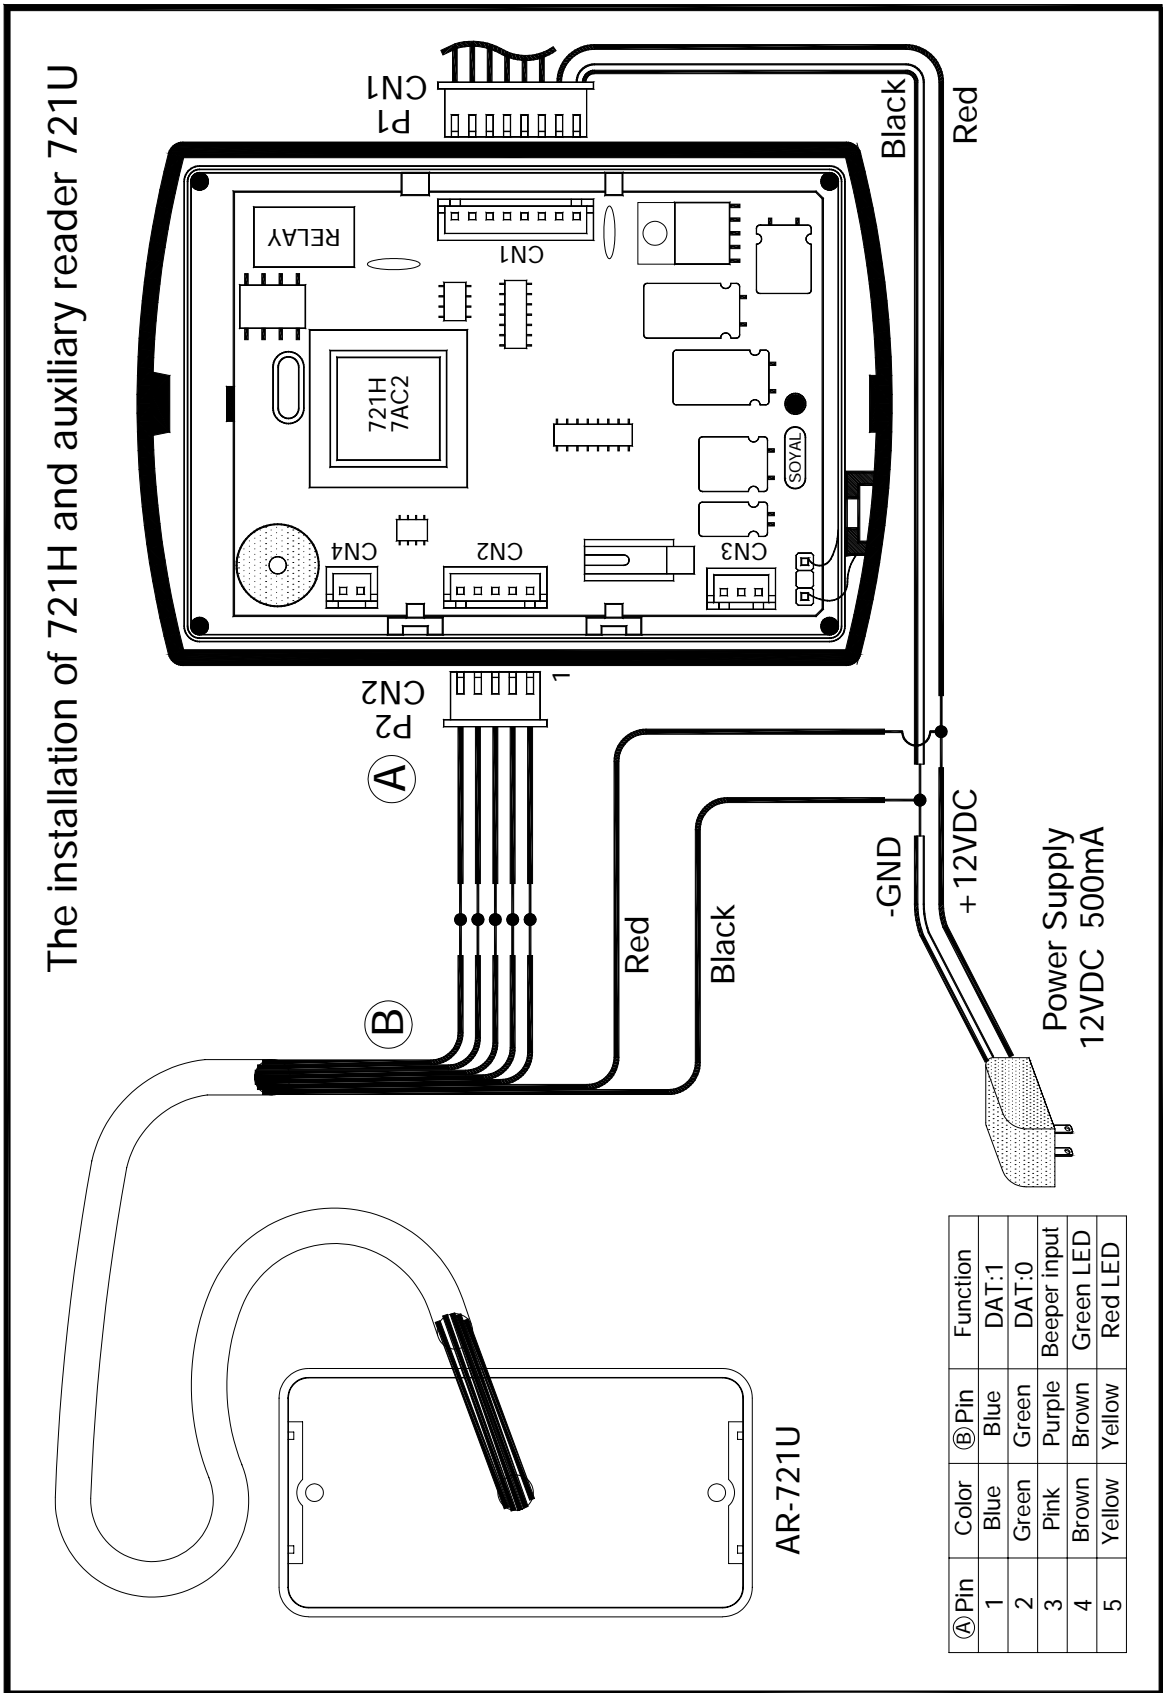 The installation of 721H and auxiliary reader 721U
P1
CN1
Black
Red
RELAY
CN1
721H
7AC2
SOYAL
CN4
CN2
CN3
P2
CN2
1
A
B
Red
Black
-GND
+12VDC
Power Supply
12VDC 500mA
AR-721U
Ⓐ Pin Color Ⓑ Pin Function
1 Blue Blue DAT:1
2 Green Green DAT:0
3 Pink Purple Beeper input
4 Brown Brown Green LED
5 Yellow Yellow Red LED